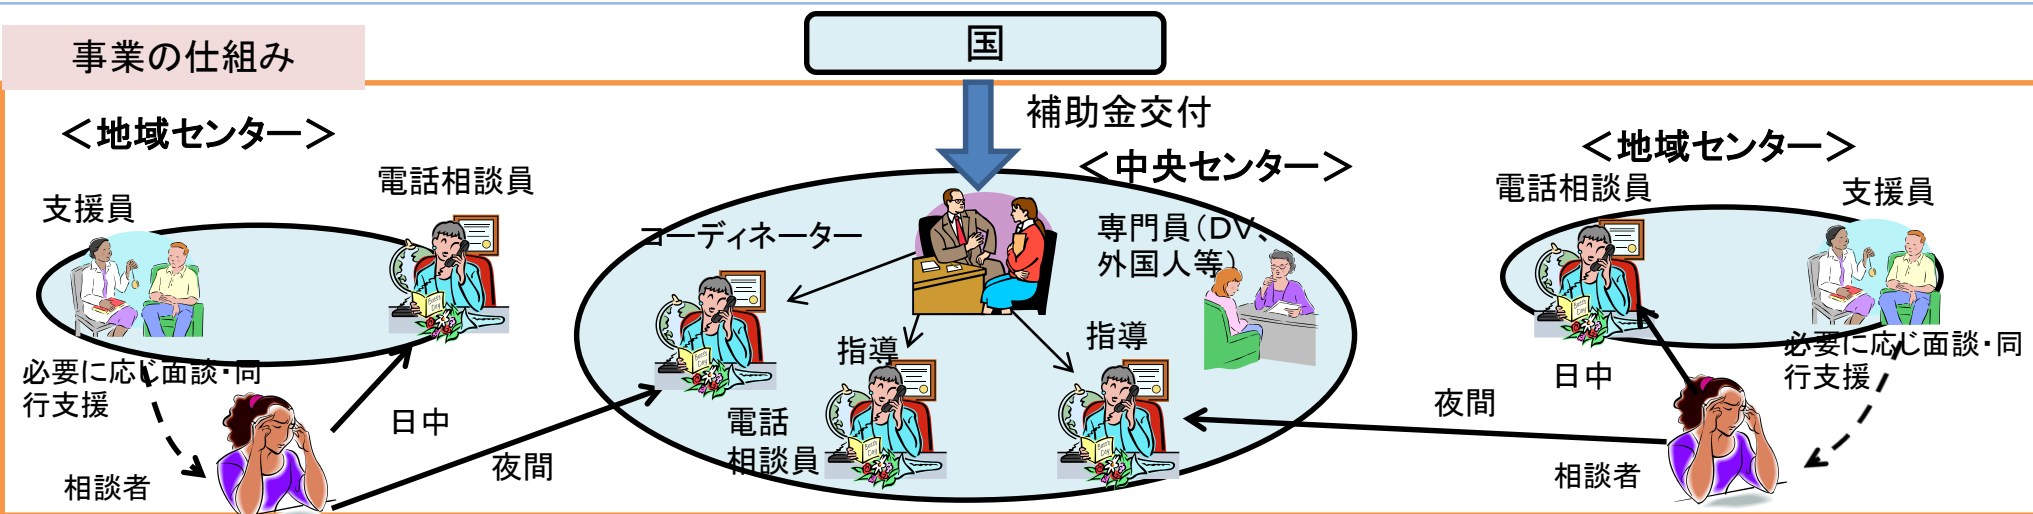 国
事業の仕組み
補助金交付
＜地域センター＞
支援員
電話相談員
必要に応じ面談・同
行支援
日中
夜間
相談者
＜中央センター＞
コーディネーター
専門員（DV、
外国人等）
指導
指導
電話
相談員
＜地域センター＞
電話相談員
支援員
必要に応じ面談・同
行支援
日中
夜間
相談者